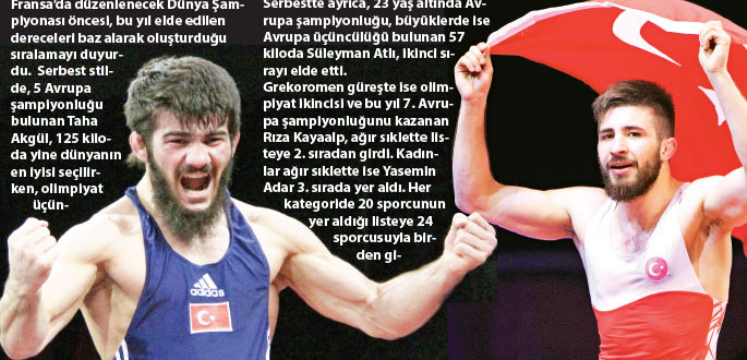 Fransa'da düzenlenecek Dünya Şam-
piyonası öncesi, bu yıl elde edilen
dereceleri baz alarak oluşturduğu
sıralamayı duyur-
du. Serbest stil-
de, 5 Avrupa
şampiyonluğu
bulunan Taha
Akgül, 125 kilo-
da yine dünyanın
en iyisi seçilir-
ken, olimpiyat
üçün-
Serbestte ayrıca, 23 yaş altında Av-
rupa şampiyonluğu, büyüklerde ise
Avrupa üçüncülüğü bulunan 57
kiloda Süleyman Atlı, ikinci sı-
rayı elde etti.
Grekoromen güreşte ise olim-
piyat ikincisi ve bu yıl 7. Avru-
pa şampiyonluğunu kazanan
Rıza Kayaalp, ağır sıklette lis-
teye 2. sıradan girdi. Kadın-
lar ağır sıklette ise Yasemin
Adar 3. sırada yer aldı. Her
kategoride 20 sporcunun
yer aldığı listeye 24
sporcusuyla bir-
den gi-
adidas